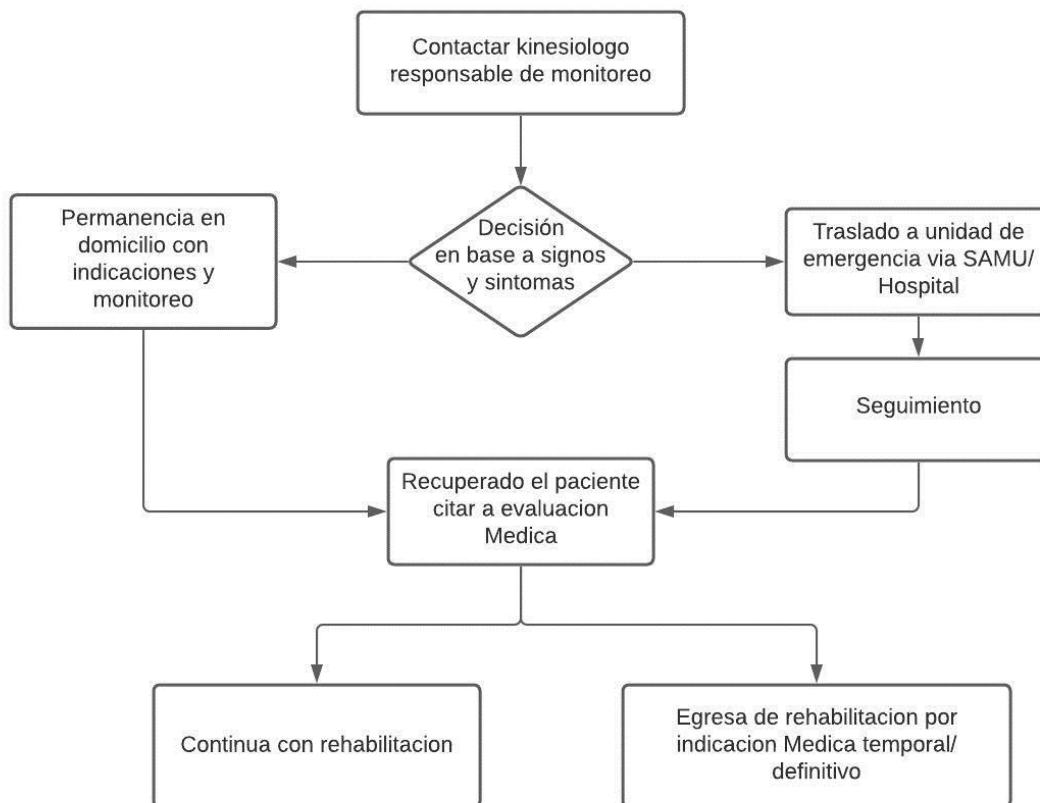 Contactar kinesiologo
responsable de monitoreo
Decisión
en base a signos
y sintomas
Permanencia en
domicilio con
indicaciones y
monitoreo
Traslado a unidad de
emergencia via SAMU/
Hospital
Seguimiento
Recuperado el paciente
citar a evaluacion
Medica
Continua con rehabilitacion
Egresa de rehabilitacion por
indicacion Medica temporal/
definitivo